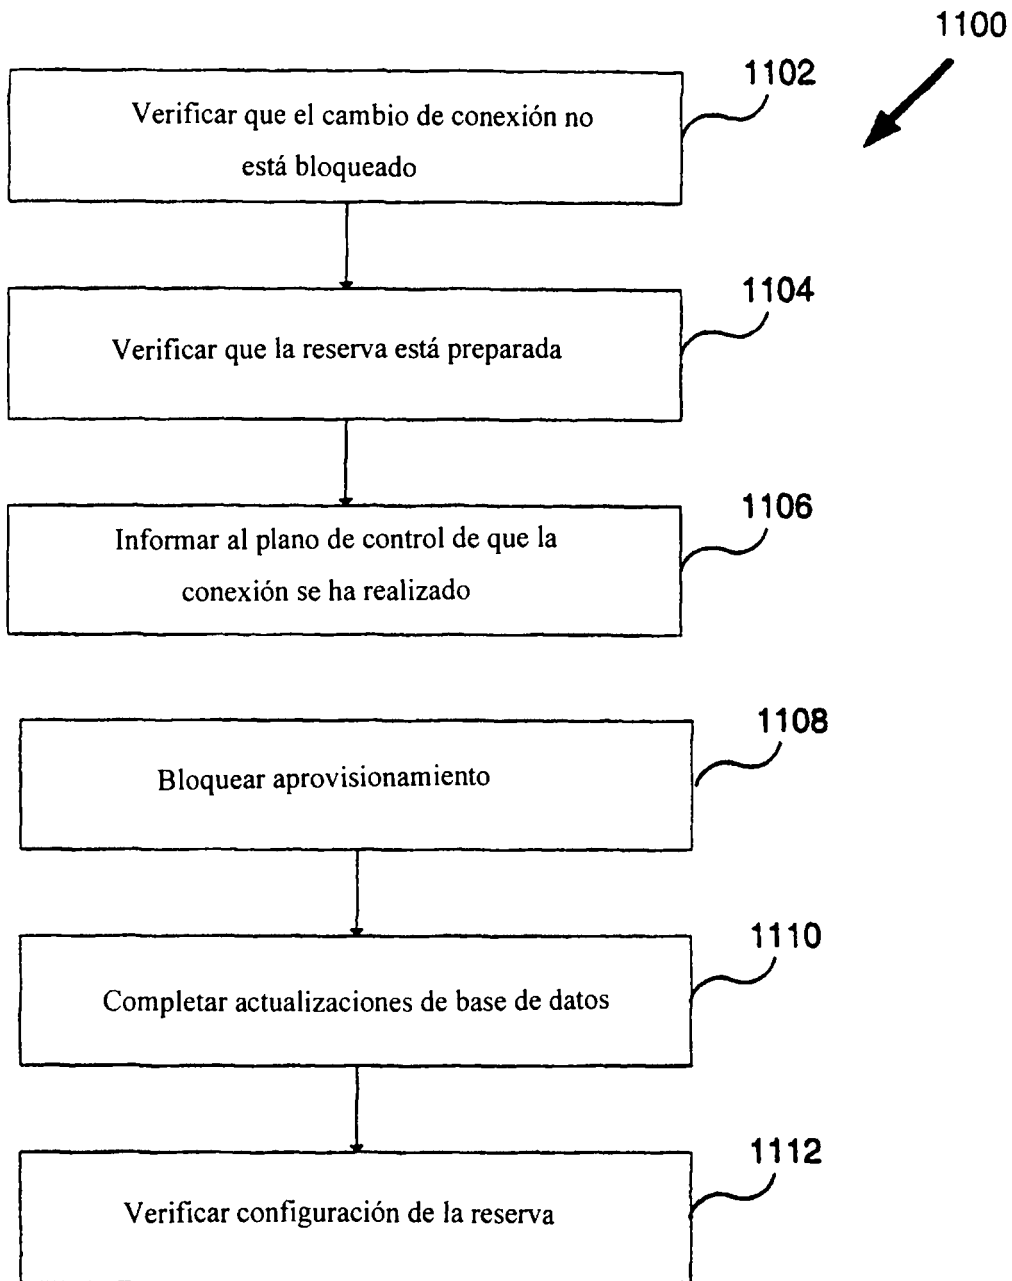 1100
1102
Verificar que el cambio de conexión no
está bloqueado
1104
Verificar que la reserva está preparada
1106
Informar al plano de control de que la
conexión se ha realizado
1108
Bloquear aprovisionamiento
1110
Completar actualizaciones de base de datos
1112
Verificar configuración de la reserva